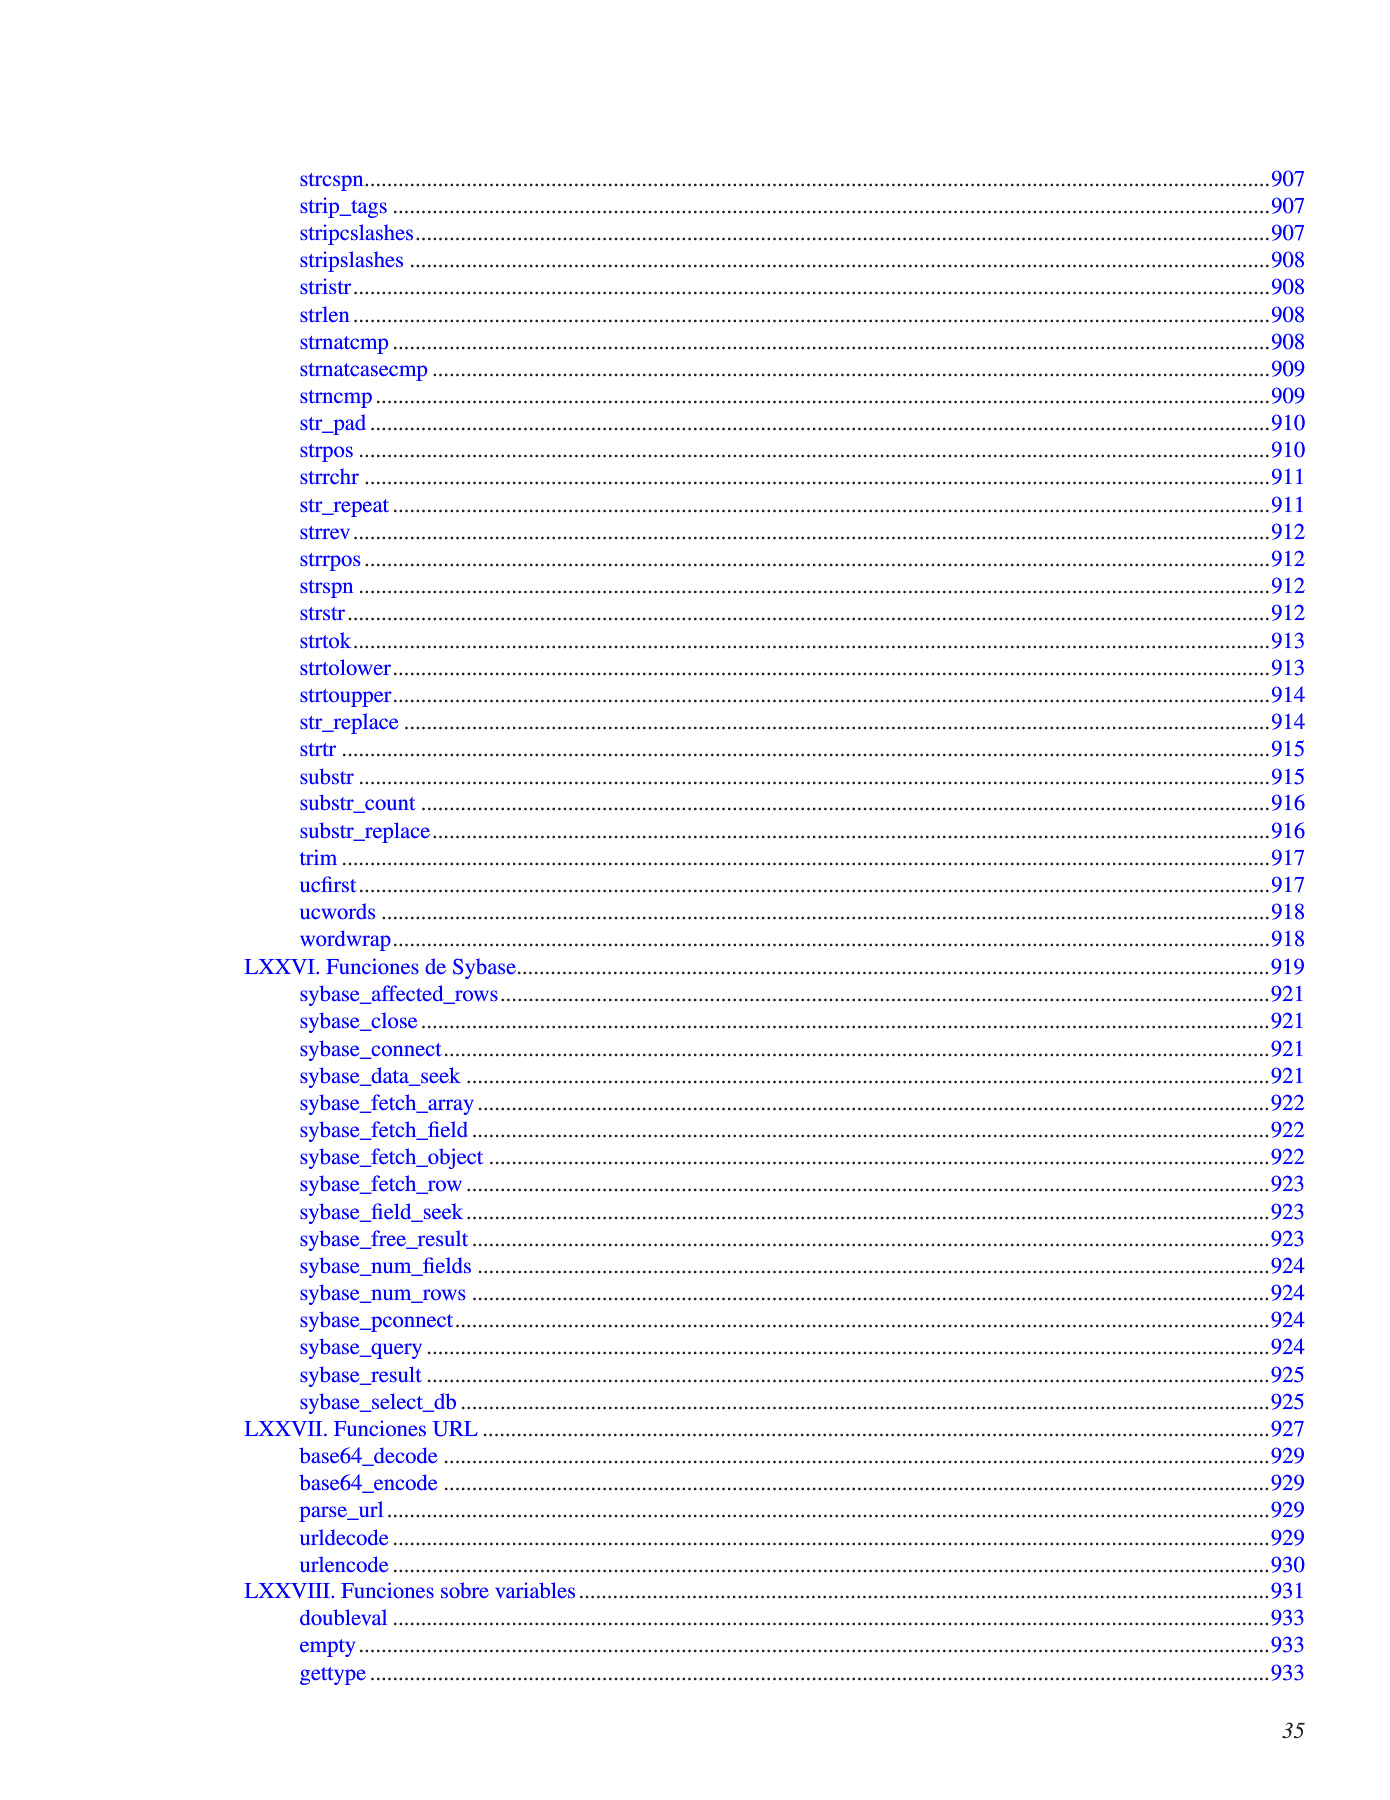 strcspn....................................................................................................907
strip_tags ....................................................................................................907
stripcslashes....................................................................................................907
stripslashes ....................................................................................................908
stristr....................................................................................................908
strlen....................................................................................................908
strnatcmp....................................................................................................908
strnatcasecmp....................................................................................................909
strncmp....................................................................................................909
str_pad....................................................................................................910
strpos ....................................................................................................910
strrchr ....................................................................................................911
str_repeat....................................................................................................911
strrev....................................................................................................912
strrpos....................................................................................................912
strspn ....................................................................................................912
strstr....................................................................................................912
strtok....................................................................................................913
strtolower....................................................................................................913
strtoupper....................................................................................................914
str_replace ....................................................................................................914
strtr ....................................................................................................915
substr ....................................................................................................915
substr_count ....................................................................................................916
substr_replace....................................................................................................916
trim ....................................................................................................917
ucfirst....................................................................................................917
ucwords ....................................................................................................918
wordwrap....................................................................................................918
LXXVI. Funciones de Sybase....................................................................................................919
sybase_affected_rows....................................................................................................921
sybase_close....................................................................................................921
sybase_connect....................................................................................................921
sybase_data_seek ....................................................................................................921
sybase_fetch_array....................................................................................................922
sybase_fetch_field....................................................................................................922
sybase_fetch_object ....................................................................................................922
sybase_fetch_row....................................................................................................923
sybase_field_seek....................................................................................................923
sybase_free_result....................................................................................................923
sybase_num_fields ....................................................................................................924
sybase_num_rows ....................................................................................................924
sybase_pconnect....................................................................................................924
sybase_query....................................................................................................924
sybase_result ....................................................................................................925
sybase_select_db....................................................................................................925
LXXVII. Funciones URL....................................................................................................927
base64_decode ....................................................................................................929
base64_encode ....................................................................................................929
parse_url....................................................................................................929
urldecode....................................................................................................929
urlencode....................................................................................................930
LXXVIII. Funciones sobre variables....................................................................................................931
doubleval ....................................................................................................933
empty....................................................................................................933
gettype....................................................................................................933
35